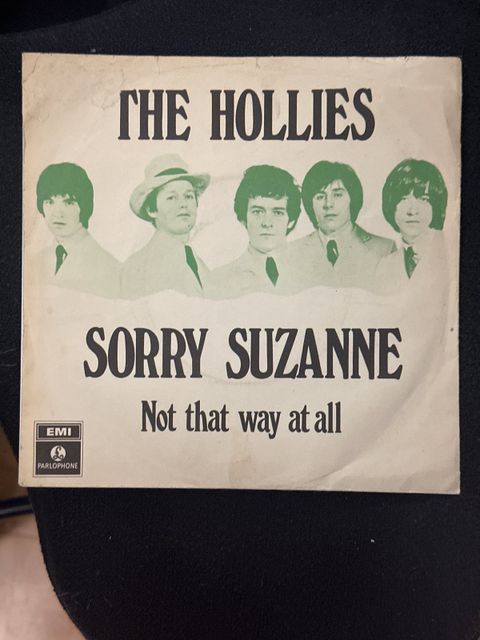 THE HOLLIES
SORRY SUZANNE
Not that way at all
EMI
PARLOPHONE